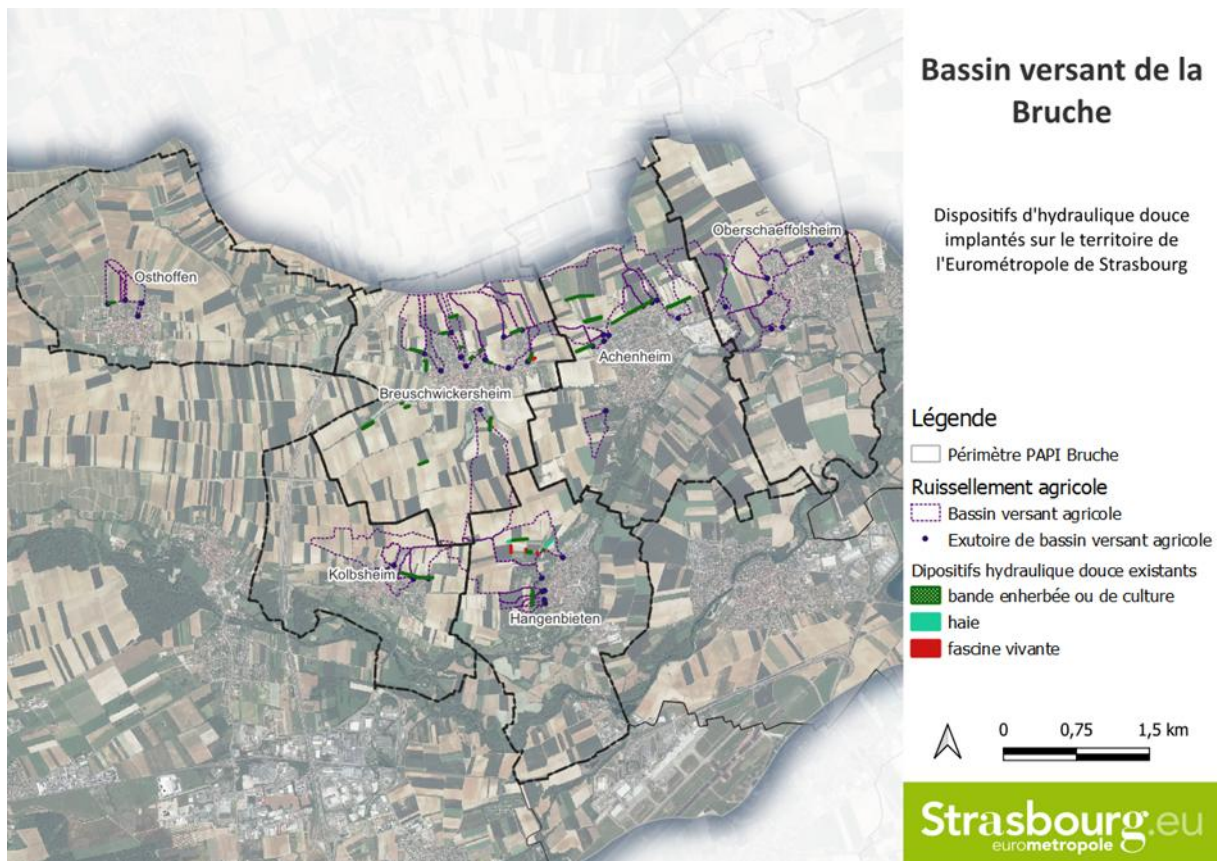 Bassin versant de la
Bruche
Dispositifs d'hydraulique douce
implantés sur le territoire de
l'Eurométropole de Strasbourg
Oberschaeffolsheim
Osthoffen
Achenheim
Breuschwickersheim
Kolbsheim
Hangenbieten
Légende
Périmètre PAPI Bruche
Ruissellement agricole
Bassin versant agricole
Exutoire de bassin versant agricole
Dipositifs hydraulique douce existants
bande enherbée ou de culture
haie
fascine vivante
0 0,75 1,5 km
Strasbourg.eu
eurometropole